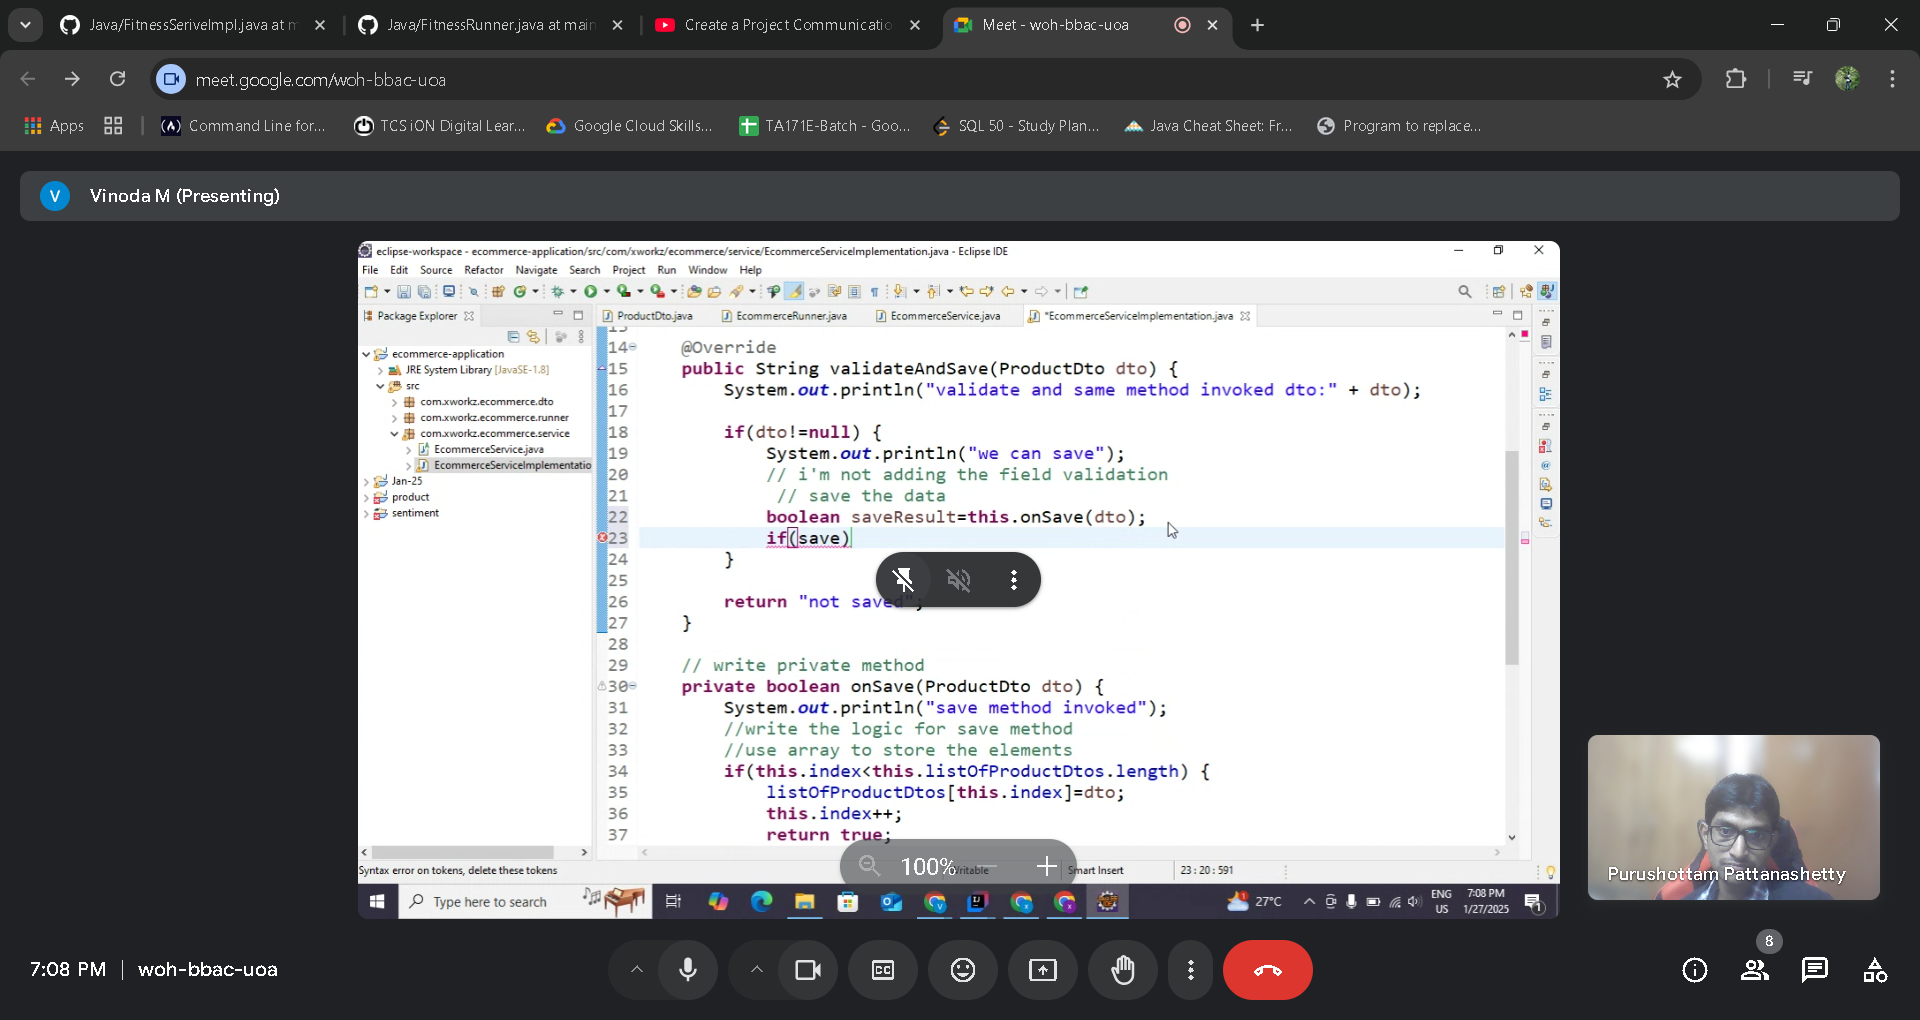 Java/FitnessSeriveImpl.java at m
Java/FitnessRunner.java at main
Create a Project Communicatio
Meet - woh-bbac-uoa
meet.google.com/woh-bbac-uoa
Apps
Command Line for...
TCS iON Digital Lear...
Google Cloud Skills...
TA171E-Batch - Goo...
SQL 50 - Study Plan...
Java Cheat Sheet: Fr...
Program to replace...
V
Vinoda M (Presenting)
eclipse-workspace - ecommerce-application/src/com/xworkz/ecommerce/service/EcommerceServiceImplementation.java - Eclipse IDE
File Edit Source Refactor Navigate Search Project Run Window Help
Package Explorer
ProductDto.java
EcommerceRunner.java
EcommerceService.java
*EcommerceServiceImplementation.java
ecommerce-application
JRE System Library [JavaSE-1.8]
src
com.xworkz.ecommerce.dto
com.xworkz.ecommerce.runner
com.xworkz.ecommerce.service
EcommerceService.java
EcommerceServiceImplementatio
Jan-25
product
sentiment
14 @Override
15 public String validateAndSave(ProductDto dto) {
16 System.out.println("validate and same method invoked dto:" + dto);
17
18 if(dto!=null) {
19 System.out.println("we can save");
20 // i'm not adding the field validation
21 // save the data
22 boolean saveResult=this.onSave(dto);
23 if(save)
24 }
25
26 return "not saved";
27 }
28
29 // write private method
30 private boolean onSave(ProductDto dto) {
31 System.out.println("save method invoked");
32 //write the logic for save method
33 //use array to store the elements
34 if(this.index<this.listOfProductDtos.length) {
35 listOfProductDtos[this.index]=dto;
36 this.index++;
37 return true;
100%
Syntax error on tokens, delete these tokens
Smart Insert
23 : 20 : 591
Type here to search
27°C
ENG
US
7:08 PM
1/27/2025
1
Purushottam Pattanashetty
7:08 PM | woh-bbac-uoa
8